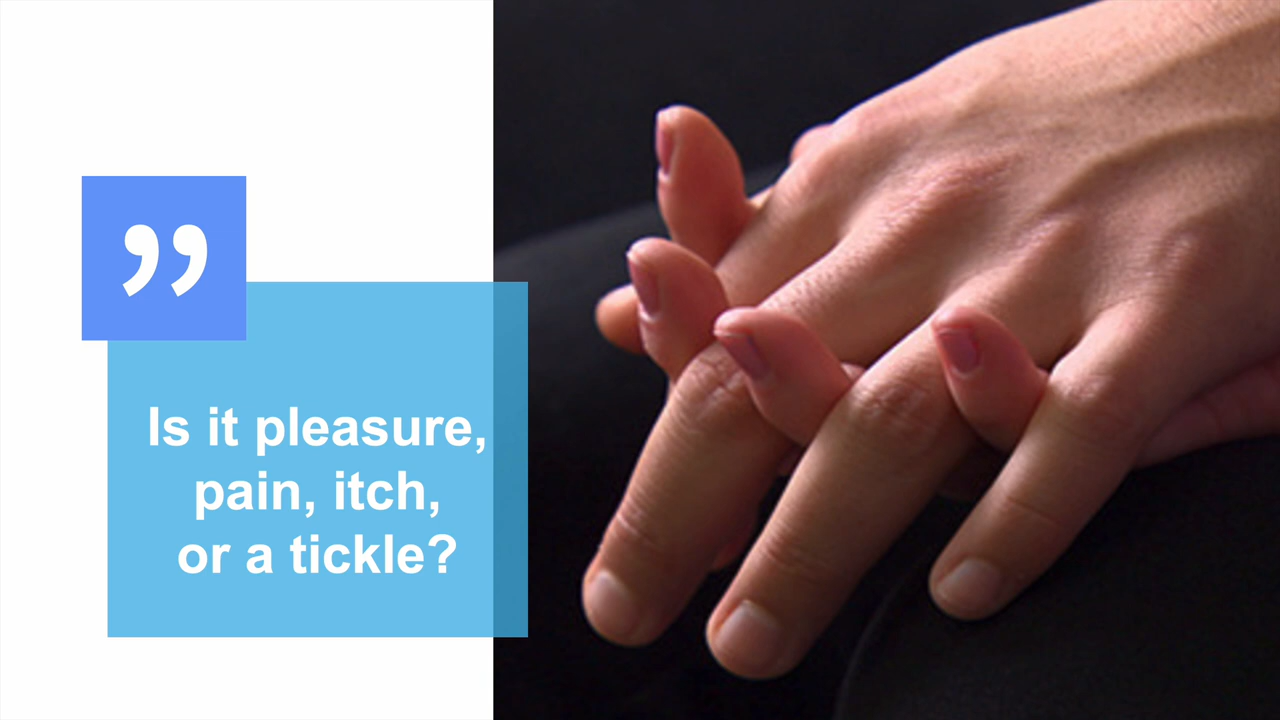 ”
Is it pleasure,
pain, itch,
or a tickle?